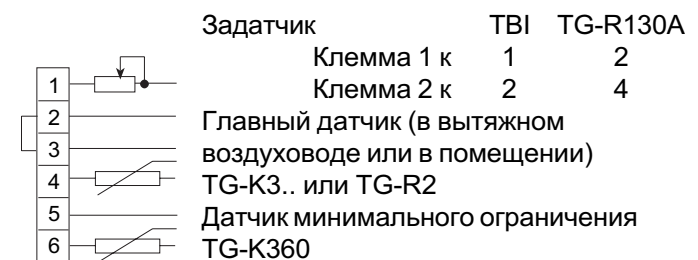 Задатчик TBI TG-R130A
Клемма 1 к 1 2
1 Клемма 2 к 2 4
2 Главный датчик (в вытяжном
3 воздуховоде или в помещении)
4 TG-K3.. или TG-R2
5 Датчик минимального ограничения
6 TG-K360